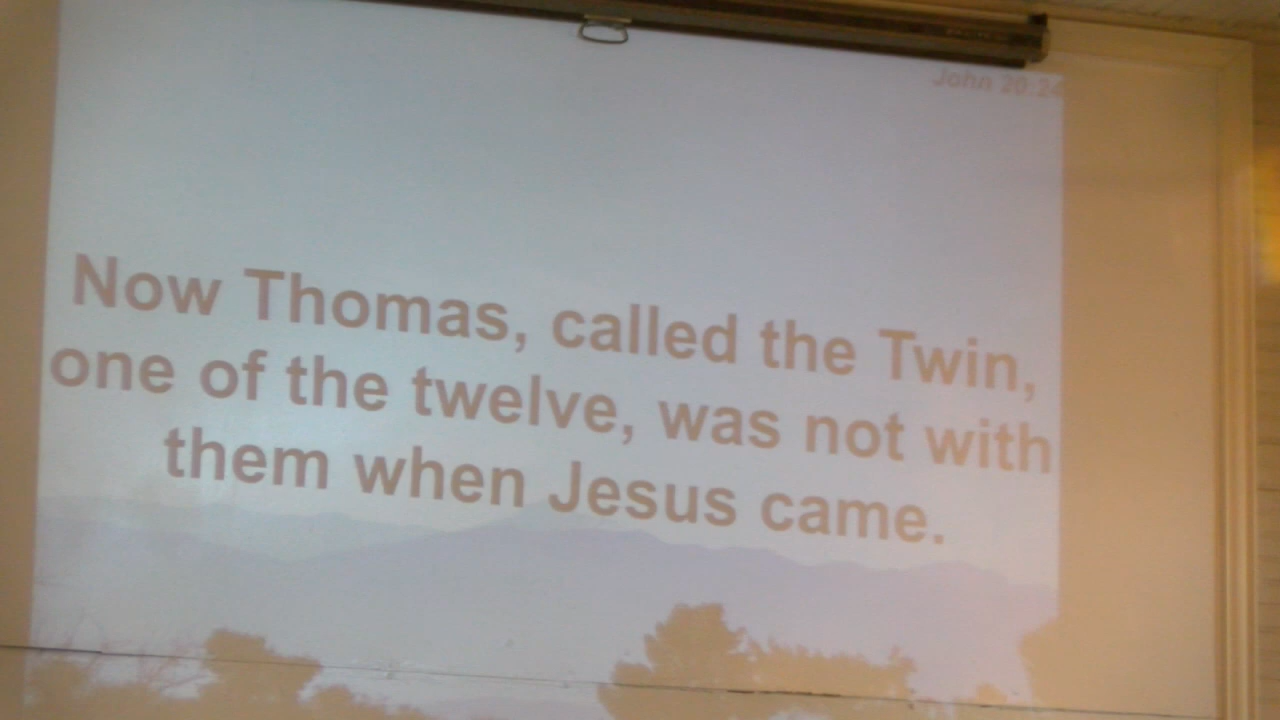 John 20:24
Now Thomas, called the Twin,
one of the twelve, was not with
them when Jesus came.